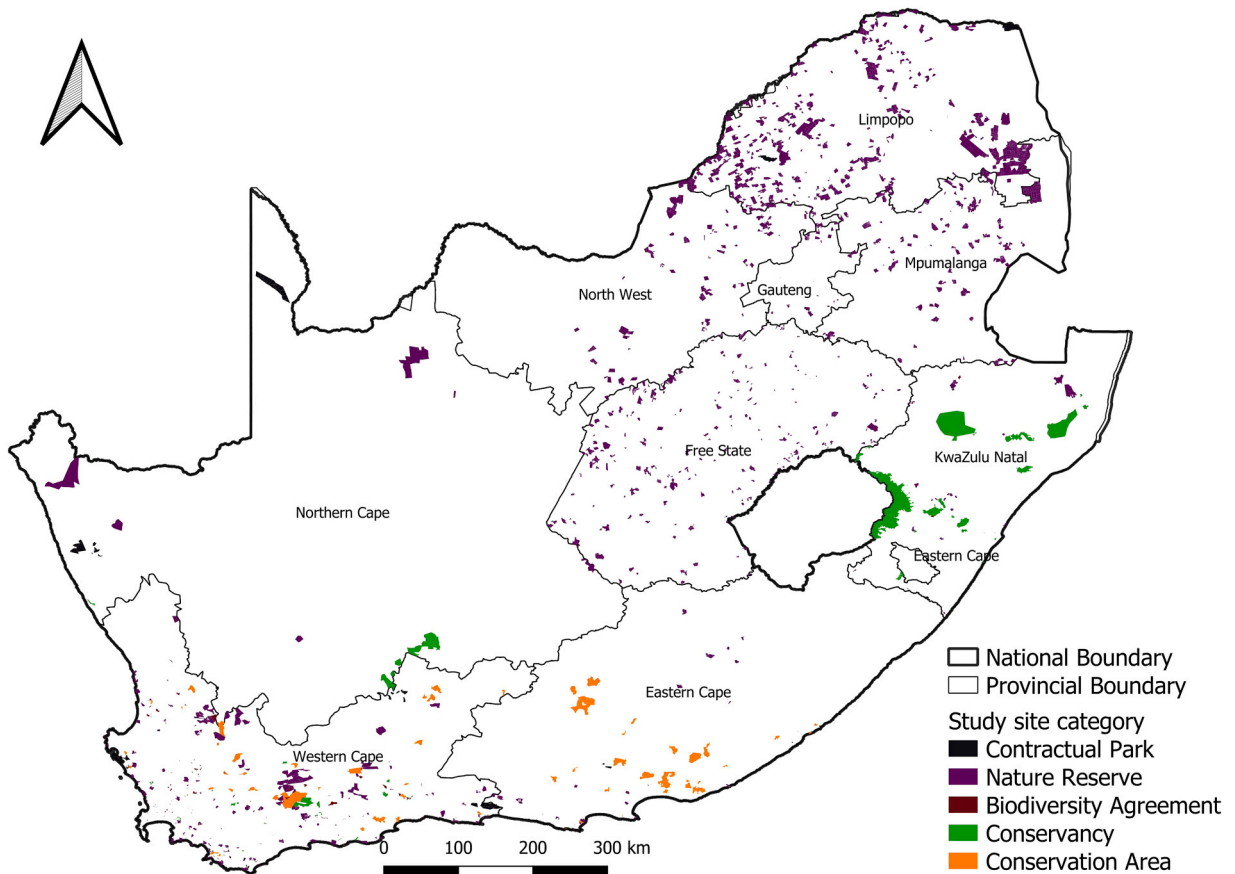 Limpopo
Mpumalanga
North West
Gauteng
Free State
KwaZulu Natal
Northern Cape
Eastern Cape
Eastern Cape
Western Cape
National Boundary
Provincial Boundary
Study site category
Contractual Park
Nature Reserve
Biodiversity Agreement
Conservancy
Conservation Area
0 100 200 300 km